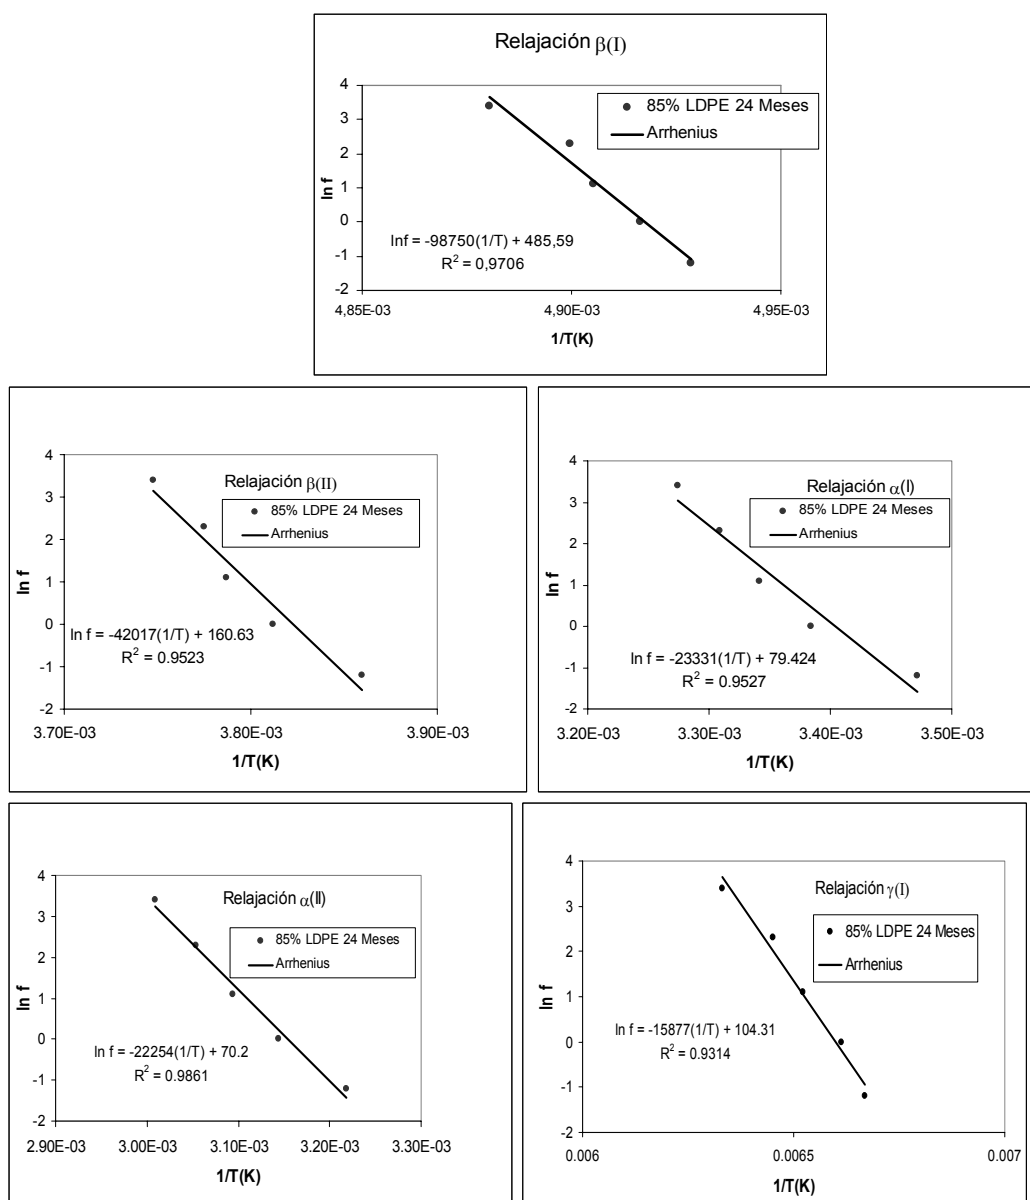 Relajación β(I)
4
3
2
1
0
-1
-2
ln f
85% LDPE 24 Meses
Arrhenius
lnf = -98750(1/T) + 485,59
R² = 0,9706
4,85E-03 4,90E-03 4,95E-03
1/T(K)
Relajación β(II)
4
3
2
1
0
-1
-2
ln f
85% LDPE 24 Meses
Arrhenius
ln f = -42017(1/T) + 160.63
R² = 0.9523
3.70E-03 3.80E-03 3.90E-03
1/T(K)
Relajación α(I)
4
3
2
1
0
-1
-2
ln f
85% LDPE 24 Meses
Arrhenius
ln f = -23331(1/T) + 79.424
R² = 0.9527
3.20E-03 3.30E-03 3.40E-03 3.50E-03
1/T(K)
Relajación α(II)
4
3
2
1
0
-1
-2
ln f
85% LDPE 24 Meses
Arrhenius
ln f = -22254(1/T) + 70.2
R² = 0.9861
2.90E-03 3.00E-03 3.10E-03 3.20E-03 3.30E-03
1/T(K)
Relajación γ(I)
4
3
2
1
0
-1
-2
ln f
85% LDPE 24 Meses
Arrhenius
ln f = -15877(1/T) + 104.31
R² = 0.9314
0.006 0.0065 0.007
1/T(K)